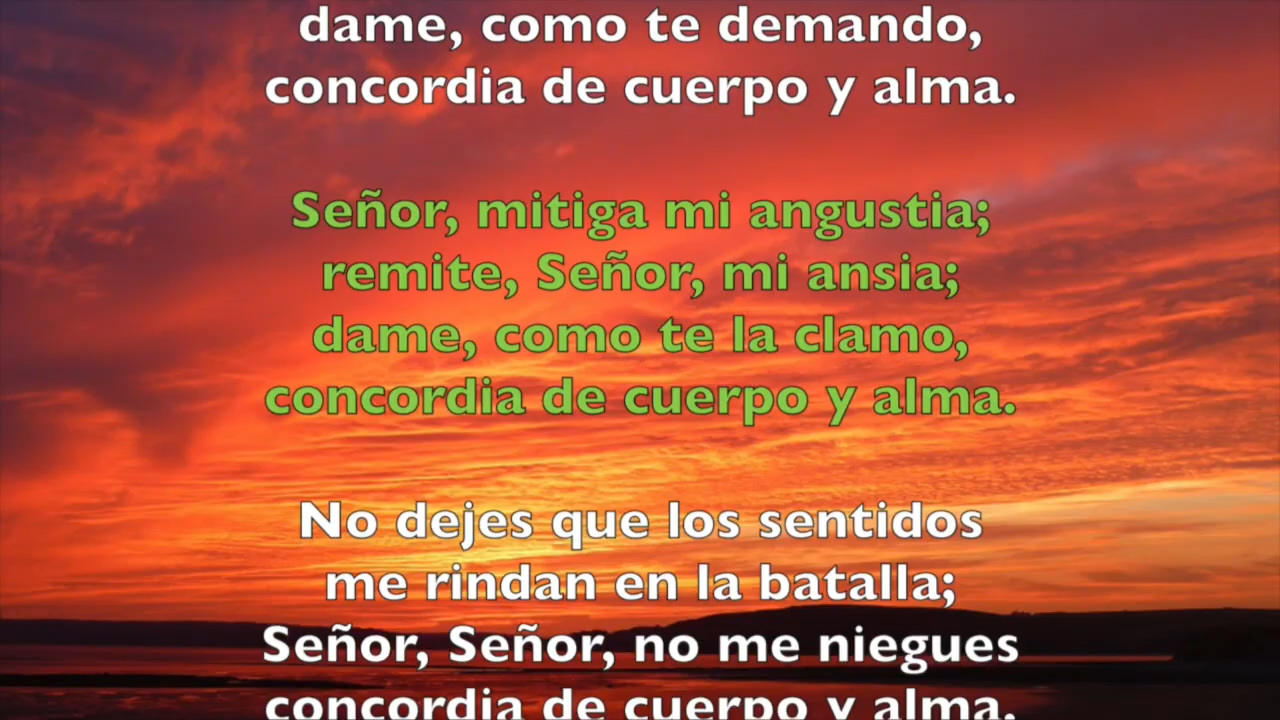 dame, como te demando,
concordia de cuerpo y alma.
Señor, mitiga mi angustia;
remite, Señor, mi ansia;
dame, como te la clamo,
concordia de cuerpo y alma.
No dejes que los sentidos
me rindan en la batalla;
Señor, Señor, no me niegues
concordia de cuerpo y alma.